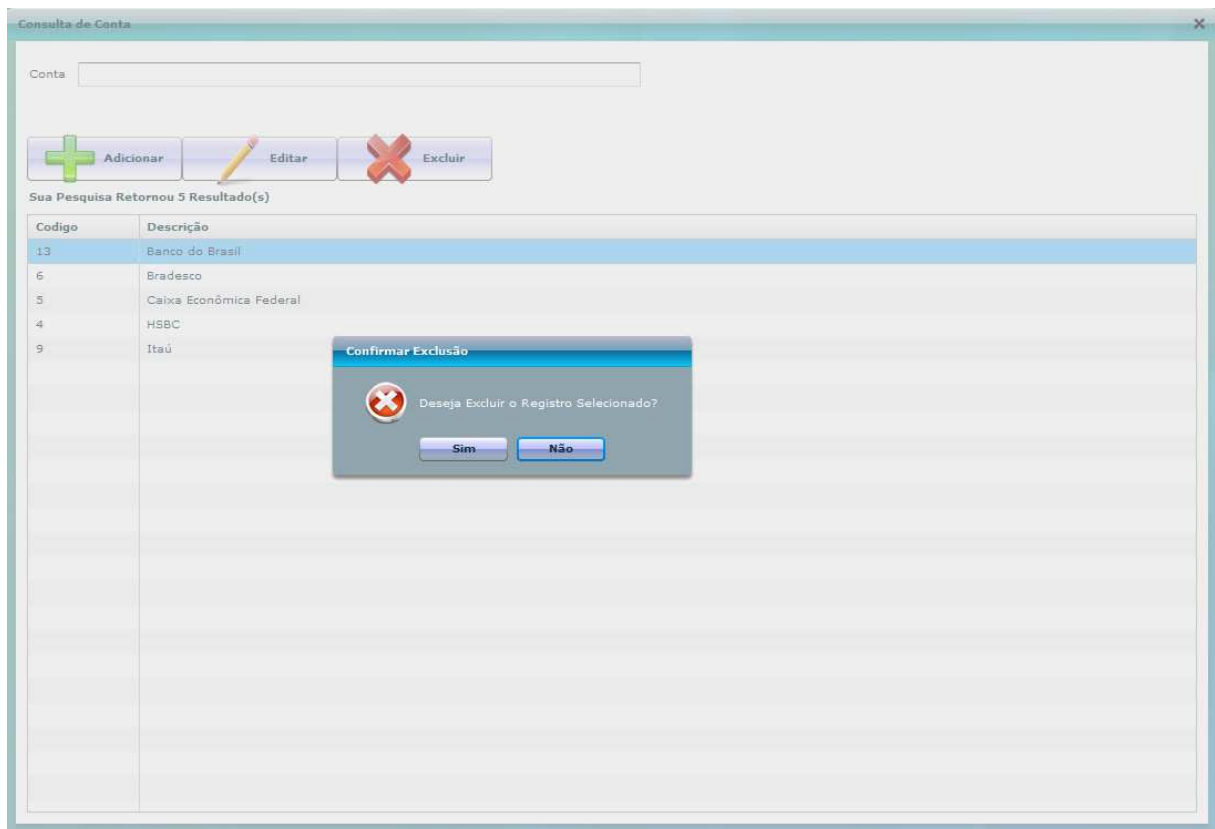 Consulta de Conta
Conta
Adicionar Editar Excluir
Sua Pesquisa Retornou 5 Resultado(s)
Codigo Descrição
13 Banco do Brasil
6 Bradesco
5 Caixa Econômica Federal
4 HSBC
9 Itaú
Confirmar Exclusão
Deseja Excluir o Registro Selecionado?
Sim Não